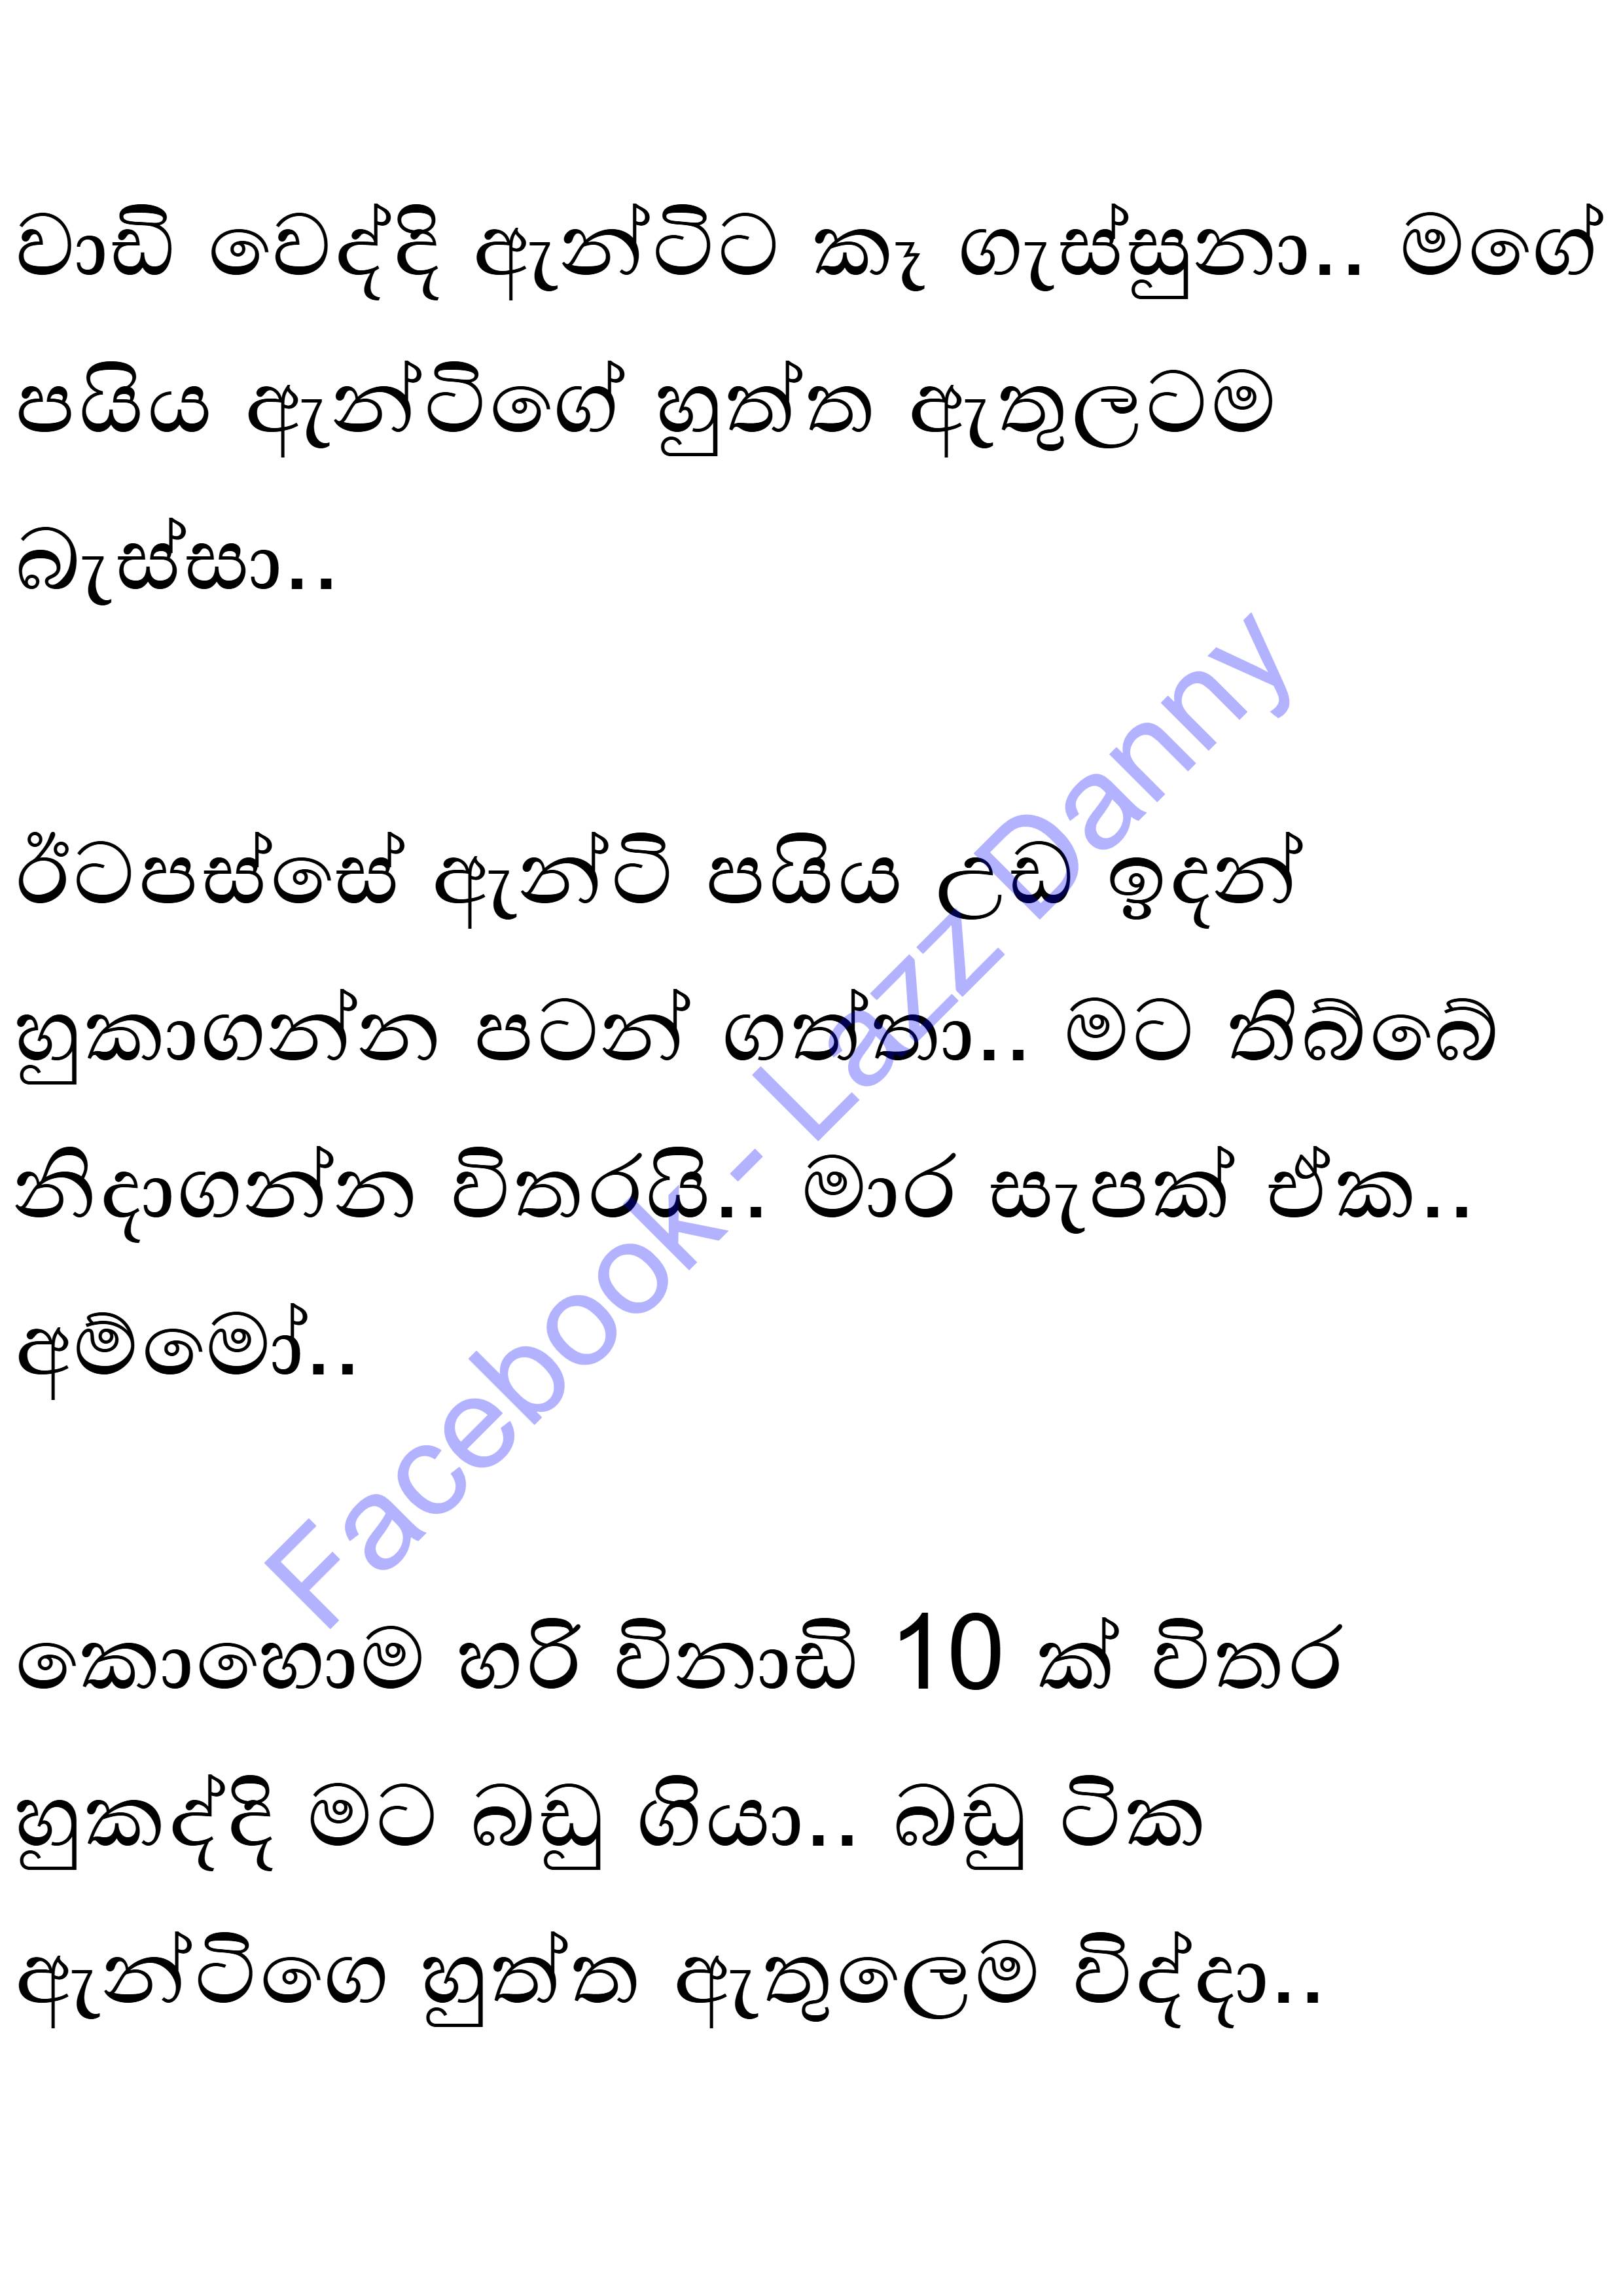 වාඩි වෙද්දි ඇන්ටිට කෑ ගැස්සුනා.. මගේ
පයිය ඇන්ටිගේ හුත්ත ඇතුලටම
බැස්සා..
ඊටපස්සේ ඇන්ටි පයිය උඩ ඉඳන්
හුකාගන්න පටන් ගත්තා.. මට තිබ්බේ
නිදාගන්න විතරයි.. මාර සැපක් ඒක..
අම්මෝ..
කොහොම හරි විනාඩි 10 ක් විතර
හුකද්දි මට බඩු ගියා.. බඩු ටික
ඇන්ටිගෙ හුත්ත ඇතුලෙම විද්දා..
Facebook - Lazz Danny